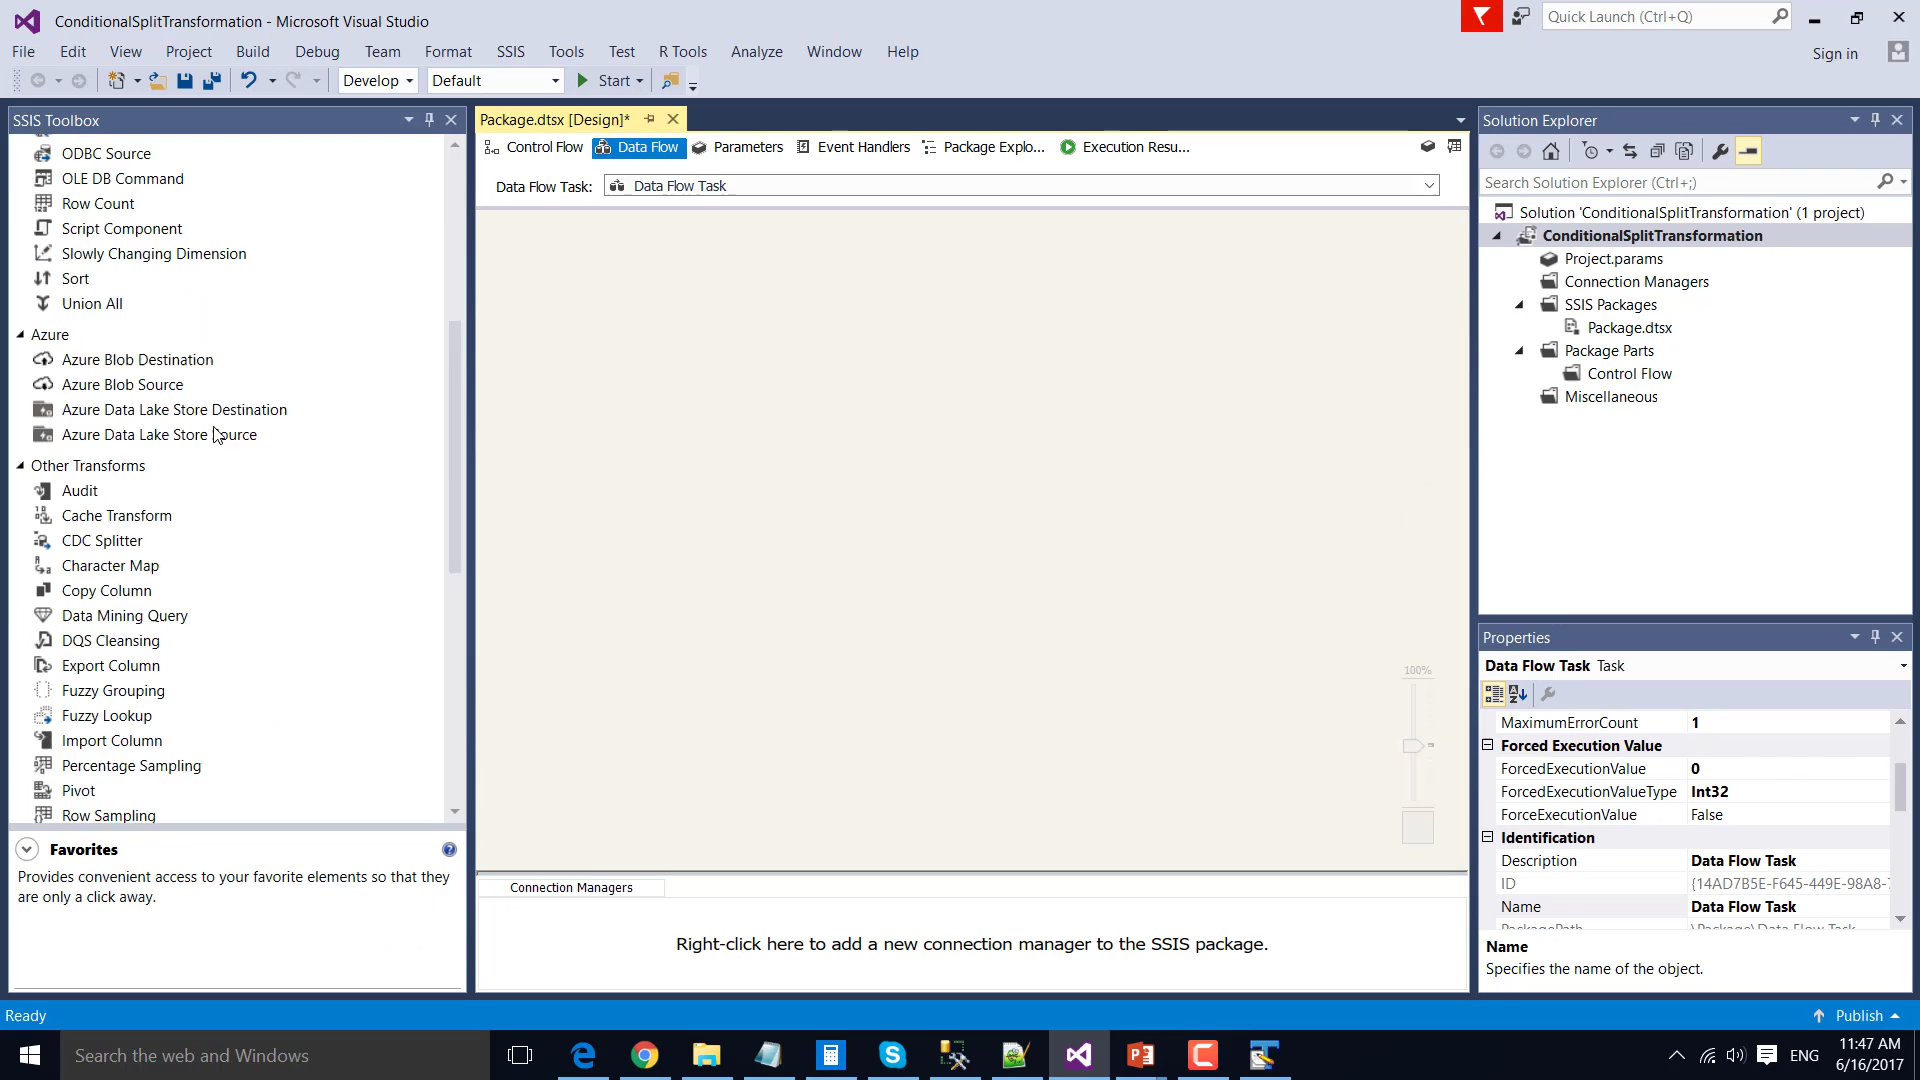 ConditionalSplitTransformation - Microsoft Visual Studio
Quick Launch (Ctrl+Q)
File Edit View Project Build Debug Team Format SSIS Tools Test R Tools Analyze Window Help
Sign in
Develop Default Start
SSIS Toolbox
ODBC Source
OLE DB Command
Row Count
Script Component
Slowly Changing Dimension
Sort
Union All
Azure
Azure Blob Destination
Azure Blob Source
Azure Data Lake Store Destination
Azure Data Lake Store Source
Other Transforms
Audit
Cache Transform
CDC Splitter
Character Map
Copy Column
Data Mining Query
DQS Cleansing
Export Column
Fuzzy Grouping
Fuzzy Lookup
Import Column
Percentage Sampling
Pivot
Row Sampling
Favorites
Provides convenient access to your favorite elements so that they
are only a click away.
Package.dtsx [Design]*
Control Flow Data Flow Parameters Event Handlers Package Explo... Execution Resu...
Data Flow Task: Data Flow Task
100%
Connection Managers
Right-click here to add a new connection manager to the SSIS package.
Solution Explorer
Search Solution Explorer (Ctrl+;)
Solution 'ConditionalSplitTransformation' (1 project)
ConditionalSplitTransformation
Project.params
Connection Managers
SSIS Packages
Package.dtsx
Package Parts
Control Flow
Miscellaneous
Properties
Data Flow Task Task
MaximumErrorCount 1
Forced Execution Value
ForcedExecutionValue 0
ForcedExecutionValueType Int32
ForceExecutionValue False
Identification
Description Data Flow Task
ID {14AD7B5E-F645-449E-98A8-
Name Data Flow Task
PackagePath \Package\Data Flow Task
Name
Specifies the name of the object.
Ready
Publish
Search the web and Windows
ENG
11:47 AM
6/16/2017